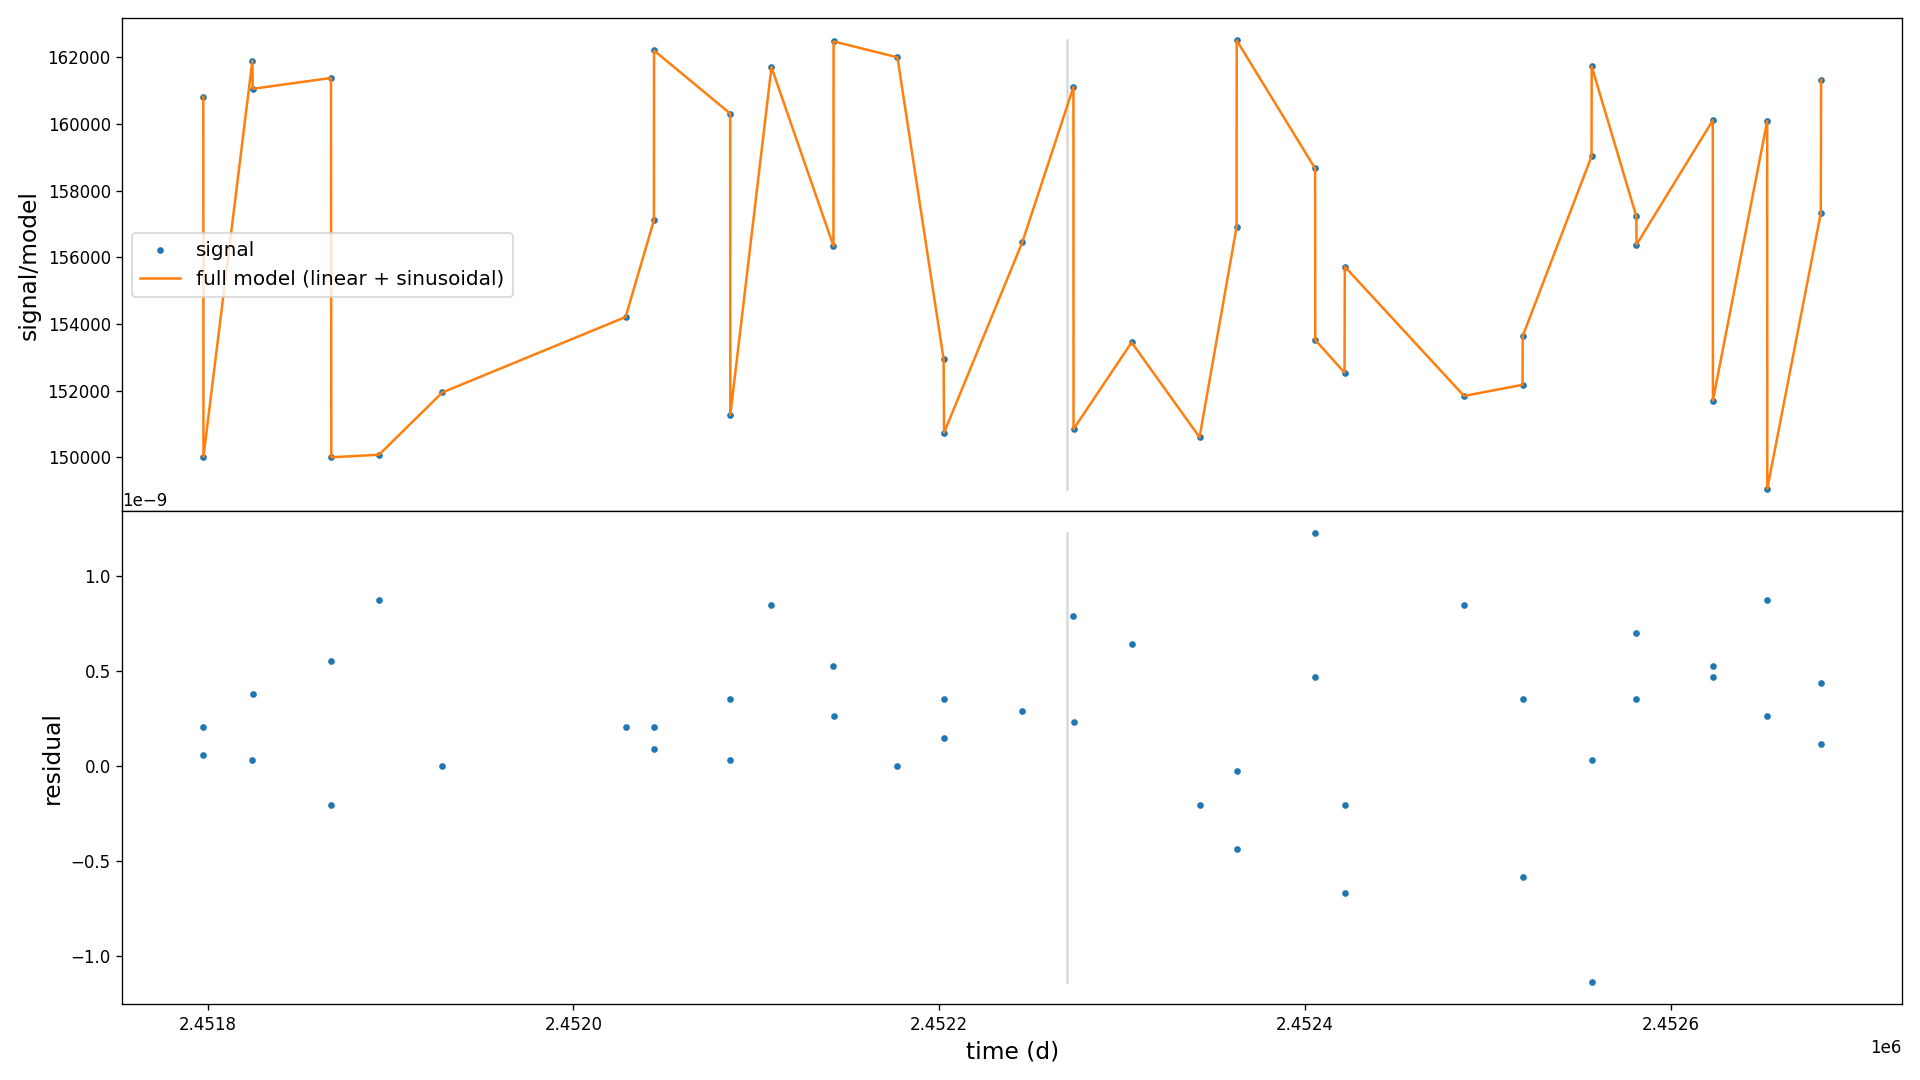 162000
160000
158000
156000
154000
152000
150000
signal/model
signal
full model (linear + sinusoidal)
1e−9
1.0
0.5
0.0
−0.5
−1.0
residual
2.4518
2.4520
2.4522
2.4524
2.4526
1e6
time (d)